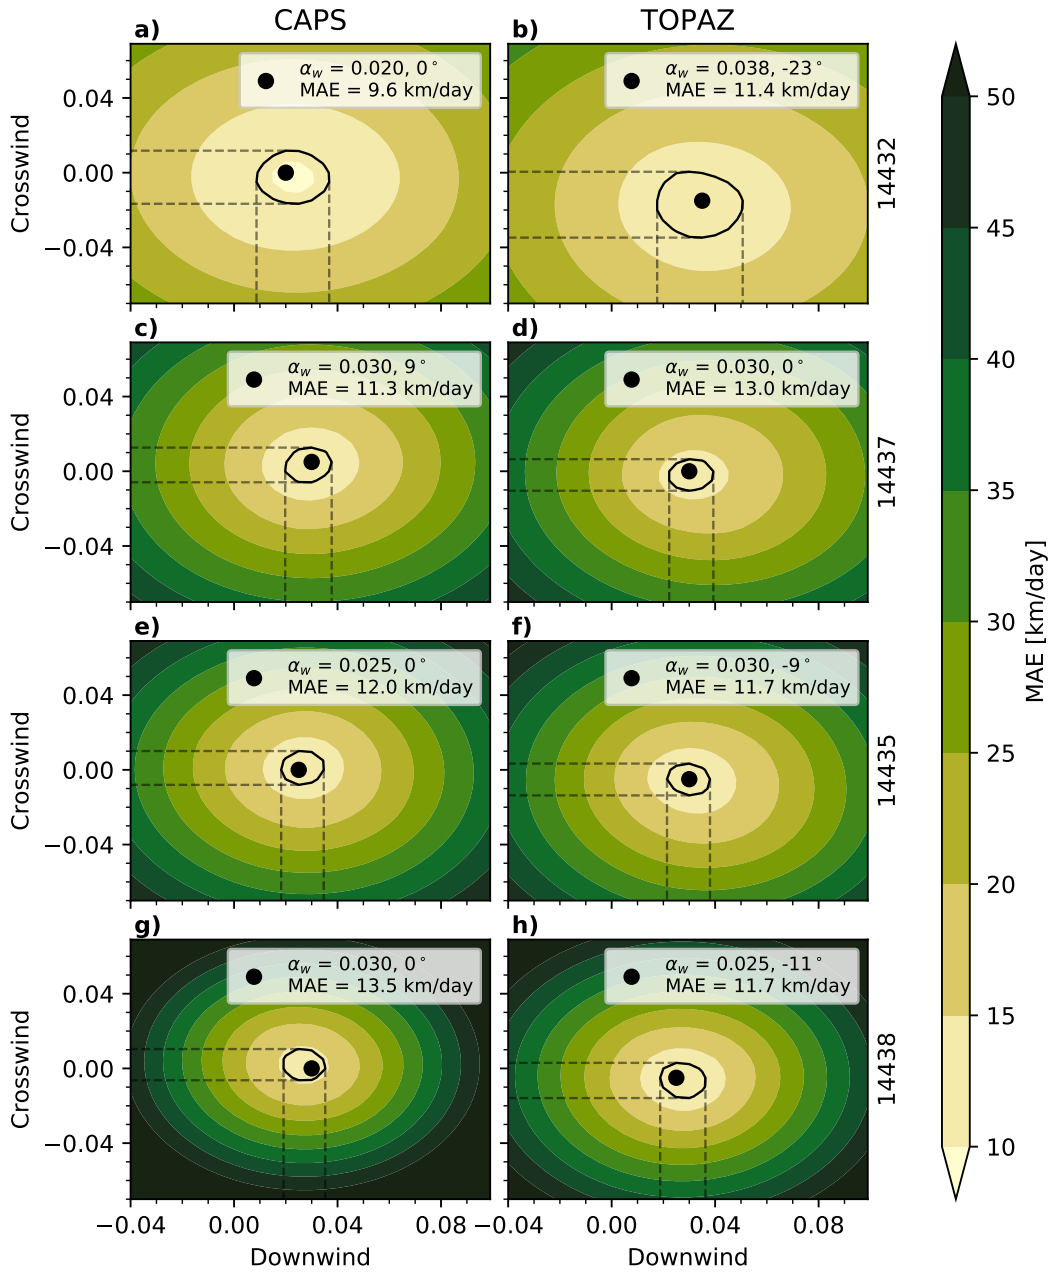 CAPS
TOPAZ
a)
b)
α_w = 0.020, 0°
MAE = 9.6 km/day
α_w = 0.038, -23°
MAE = 11.4 km/day
0.04
0.00
−0.04
Crosswind
14432
c)
d)
α_w = 0.030, 9°
MAE = 11.3 km/day
α_w = 0.030, 0°
MAE = 13.0 km/day
0.04
0.00
−0.04
Crosswind
14437
e)
f)
α_w = 0.025, 0°
MAE = 12.0 km/day
α_w = 0.030, -9°
MAE = 11.7 km/day
0.04
0.00
−0.04
Crosswind
14435
g)
h)
α_w = 0.030, 0°
MAE = 13.5 km/day
α_w = 0.025, -11°
MAE = 11.7 km/day
0.04
0.00
−0.04
Crosswind
14438
−0.04 0.00 0.04 0.08
−0.04 0.00 0.04 0.08
Downwind
Downwind
50
45
40
35
30
25
20
15
10
MAE [km/day]